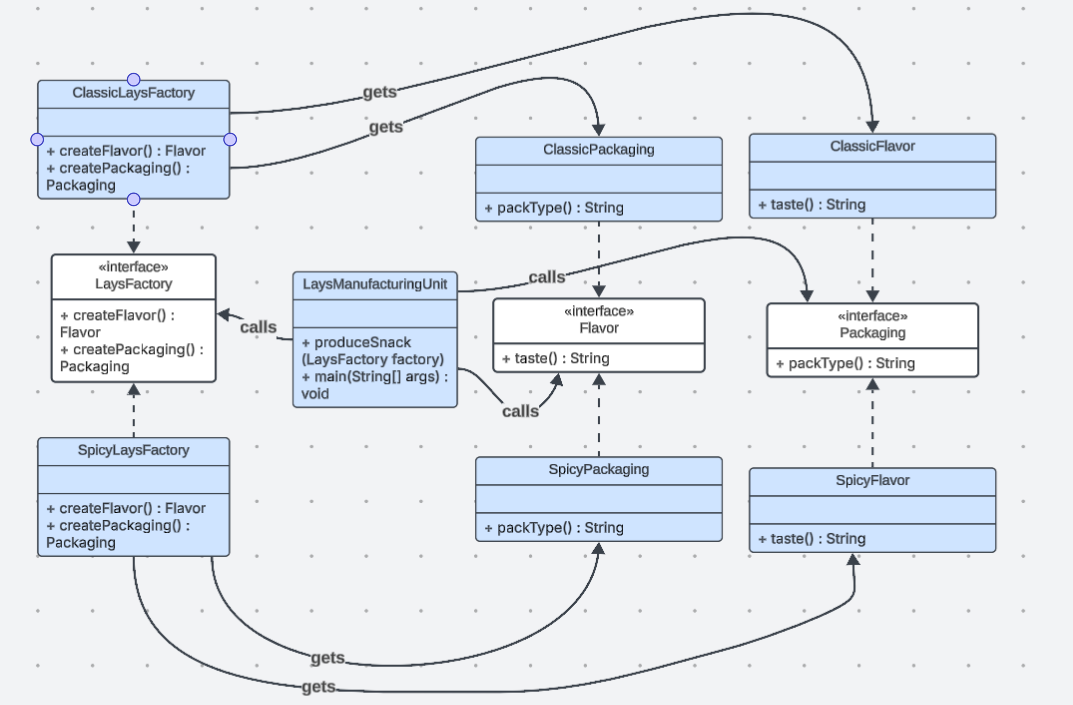 gets
ClassicLaysFactory
+ createFlavor() : Flavor
+ createPackaging() :
Packaging
gets
ClassicPackaging
+ packType() : String
ClassicFlavor
+ taste() : String
«interface»
LaysFactory
+ createFlavor() :
Flavor
+ createPackaging() :
Packaging
calls
LaysManufacturingUnit
+ produceSnack
(LaysFactory factory)
+ main(String[] args) :
void
calls
calls
«interface»
Flavor
+ taste() : String
«interface»
Packaging
+ packType() : String
SpicyLaysFactory
+ createFlavor() : Flavor
+ createPackaging() :
Packaging
SpicyPackaging
+ packType() : String
SpicyFlavor
+ taste() : String
gets
gets